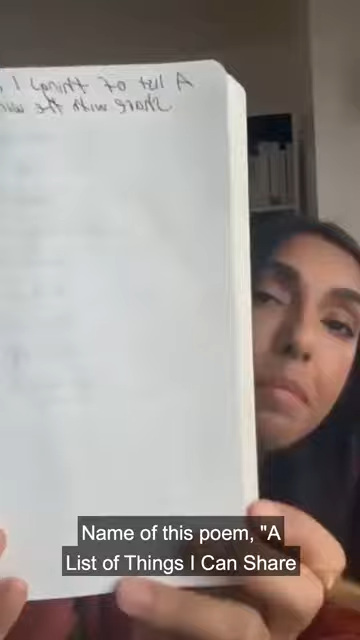 A list of things I
Share with the
Name of this poem, "A
List of Things I Can Share